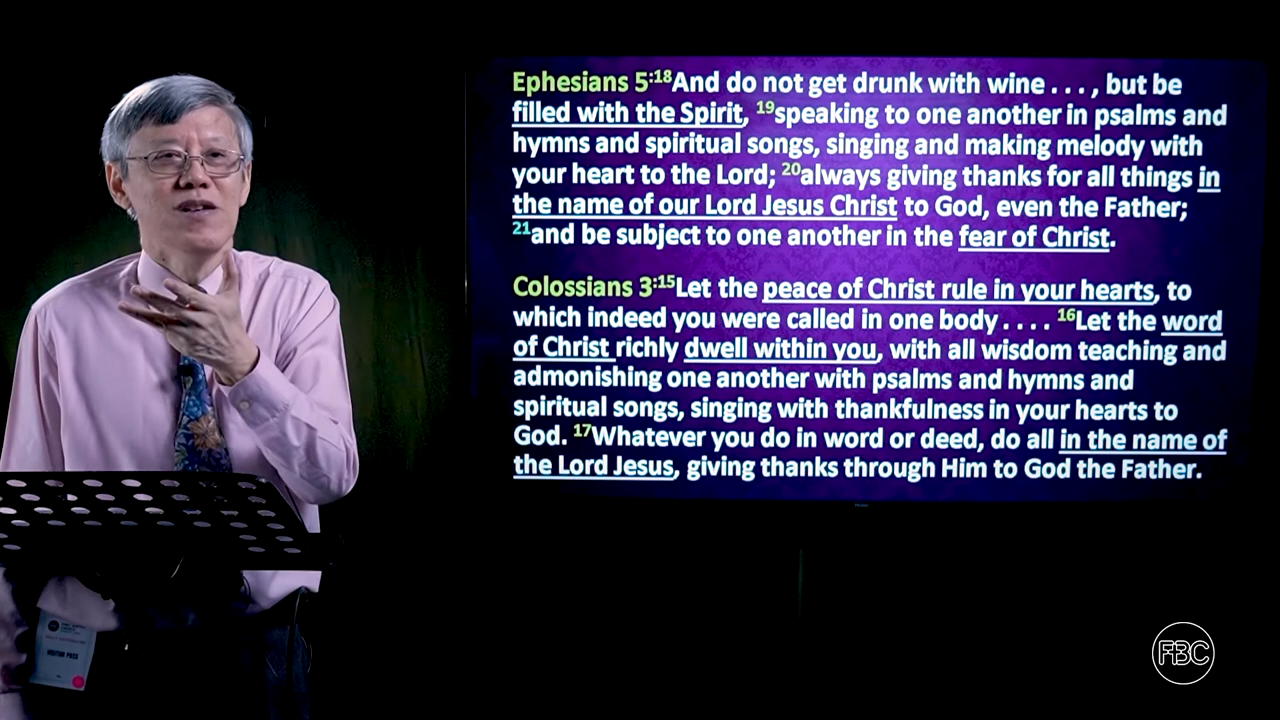 Ephesians 5:18And do not get drunk with wine . . . , but be
filled with the Spirit, 19speaking to one another in psalms and
hymns and spiritual songs, singing and making melody with
your heart to the Lord; 20always giving thanks for all things in
the name of our Lord Jesus Christ to God, even the Father;
21and be subject to one another in the fear of Christ.
Colossians 3:15Let the peace of Christ rule in your hearts, to
which indeed you were called in one body . . . . 16Let the word
of Christ richly dwell within you, with all wisdom teaching and
admonishing one another with psalms and hymns and
spiritual songs, singing with thankfulness in your hearts to
God. 17Whatever you do in word or deed, do all in the name of
the Lord Jesus, giving thanks through Him to God the Father.
VISITOR PASS
FBC